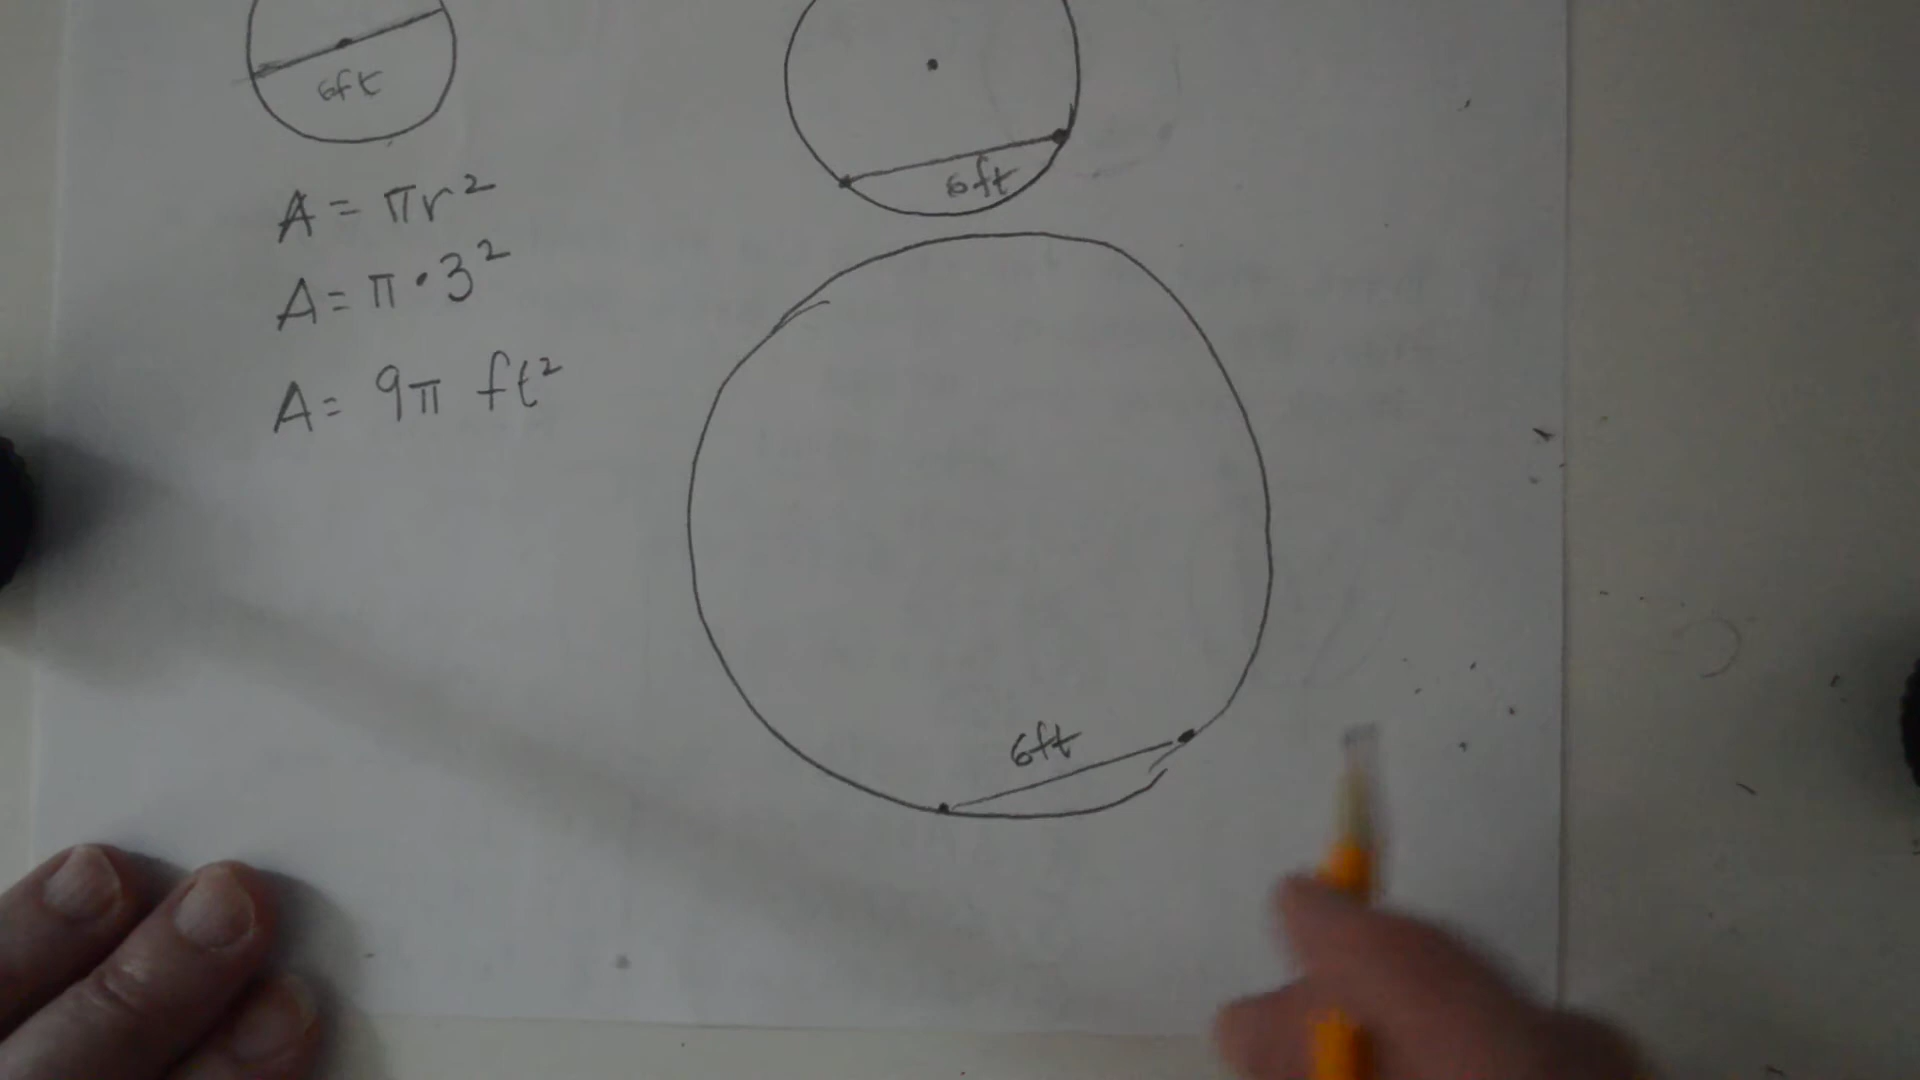 6ft
A = πr²
A = π·3²
A = 9π ft²
6ft
6ft